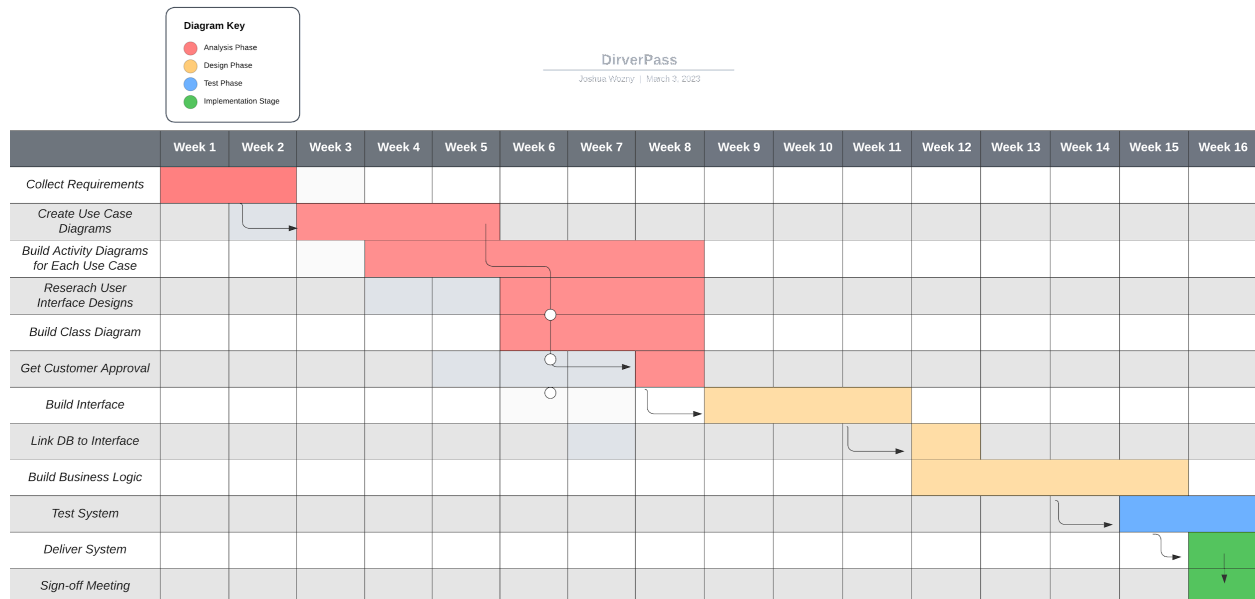 Diagram Key
Analysis Phase
Design Phase
Test Phase
Implementation Stage
DirverPass
Joshua Wozny | March 3, 2023
Week 1 Week 2 Week 3 Week 4 Week 5 Week 6 Week 7 Week 8 Week 9 Week 10 Week 11 Week 12 Week 13 Week 14 Week 15 Week 16
Collect Requirements
Create Use Case
Diagrams
Build Activity Diagrams
for Each Use Case
Reserach User
Interface Designs
Build Class Diagram
Get Customer Approval
Build Interface
Link DB to Interface
Build Business Logic
Test System
Deliver System
Sign-off Meeting